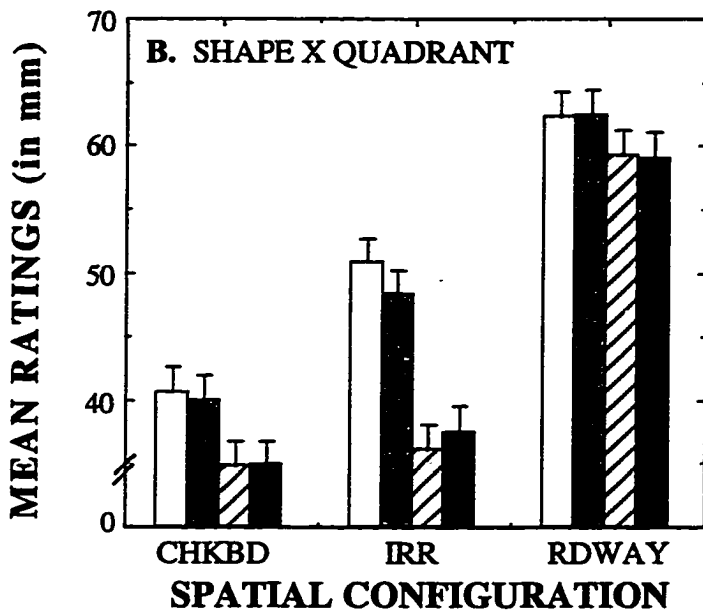 70
B. SHAPE X QUADRANT
60
50
40
0
MEAN RATINGS (in mm)
CHKBD IRR RDWAY
SPATIAL CONFIGURATION